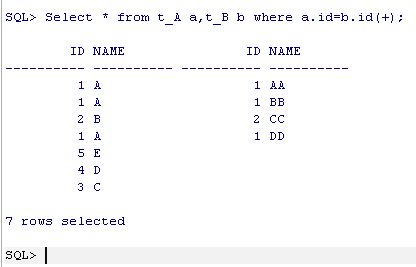 SQL> Select * from t_A a,t_B b where a.id=b.id(+);
ID NAME ID NAME
---------- ---------- ---------- ----------
1 A 1 AA
1 A 1 BB
2 B 2 CC
1 A 1 DD
5 E
4 D
3 C
7 rows selected
SQL>